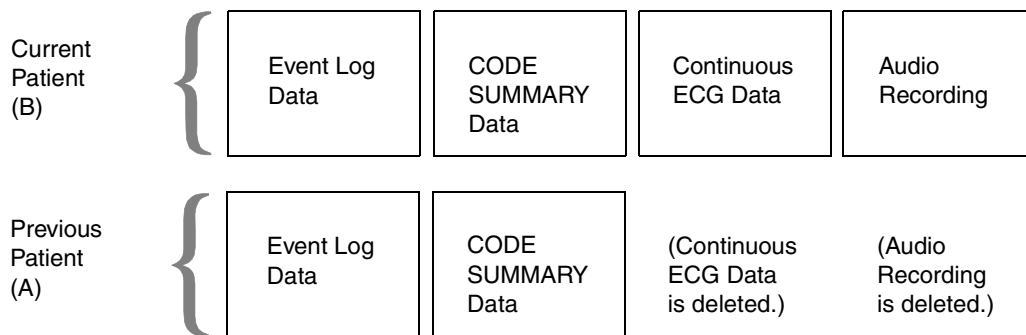 Current
Patient
(B)
Event Log
Data
CODE
SUMMARY
Data
Continuous
ECG Data
Audio
Recording
Previous
Patient
(A)
Event Log
Data
CODE
SUMMARY
Data
(Continuous
ECG Data
is deleted.)
(Audio
Recording
is deleted.)